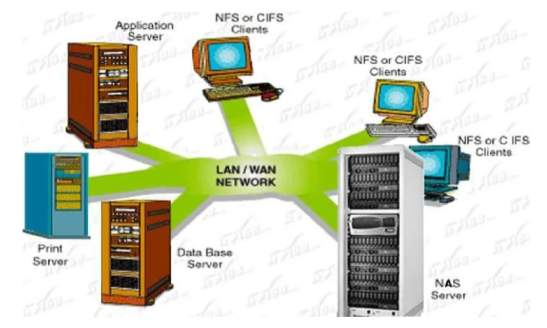 Application
Server
NFS or CIFS
Clients
NFS or CIFS
Clients
NFS or C IFS
Clients
LAN / WAN
NETWORK
Print
Server
Data Base
Server
NAS
Server